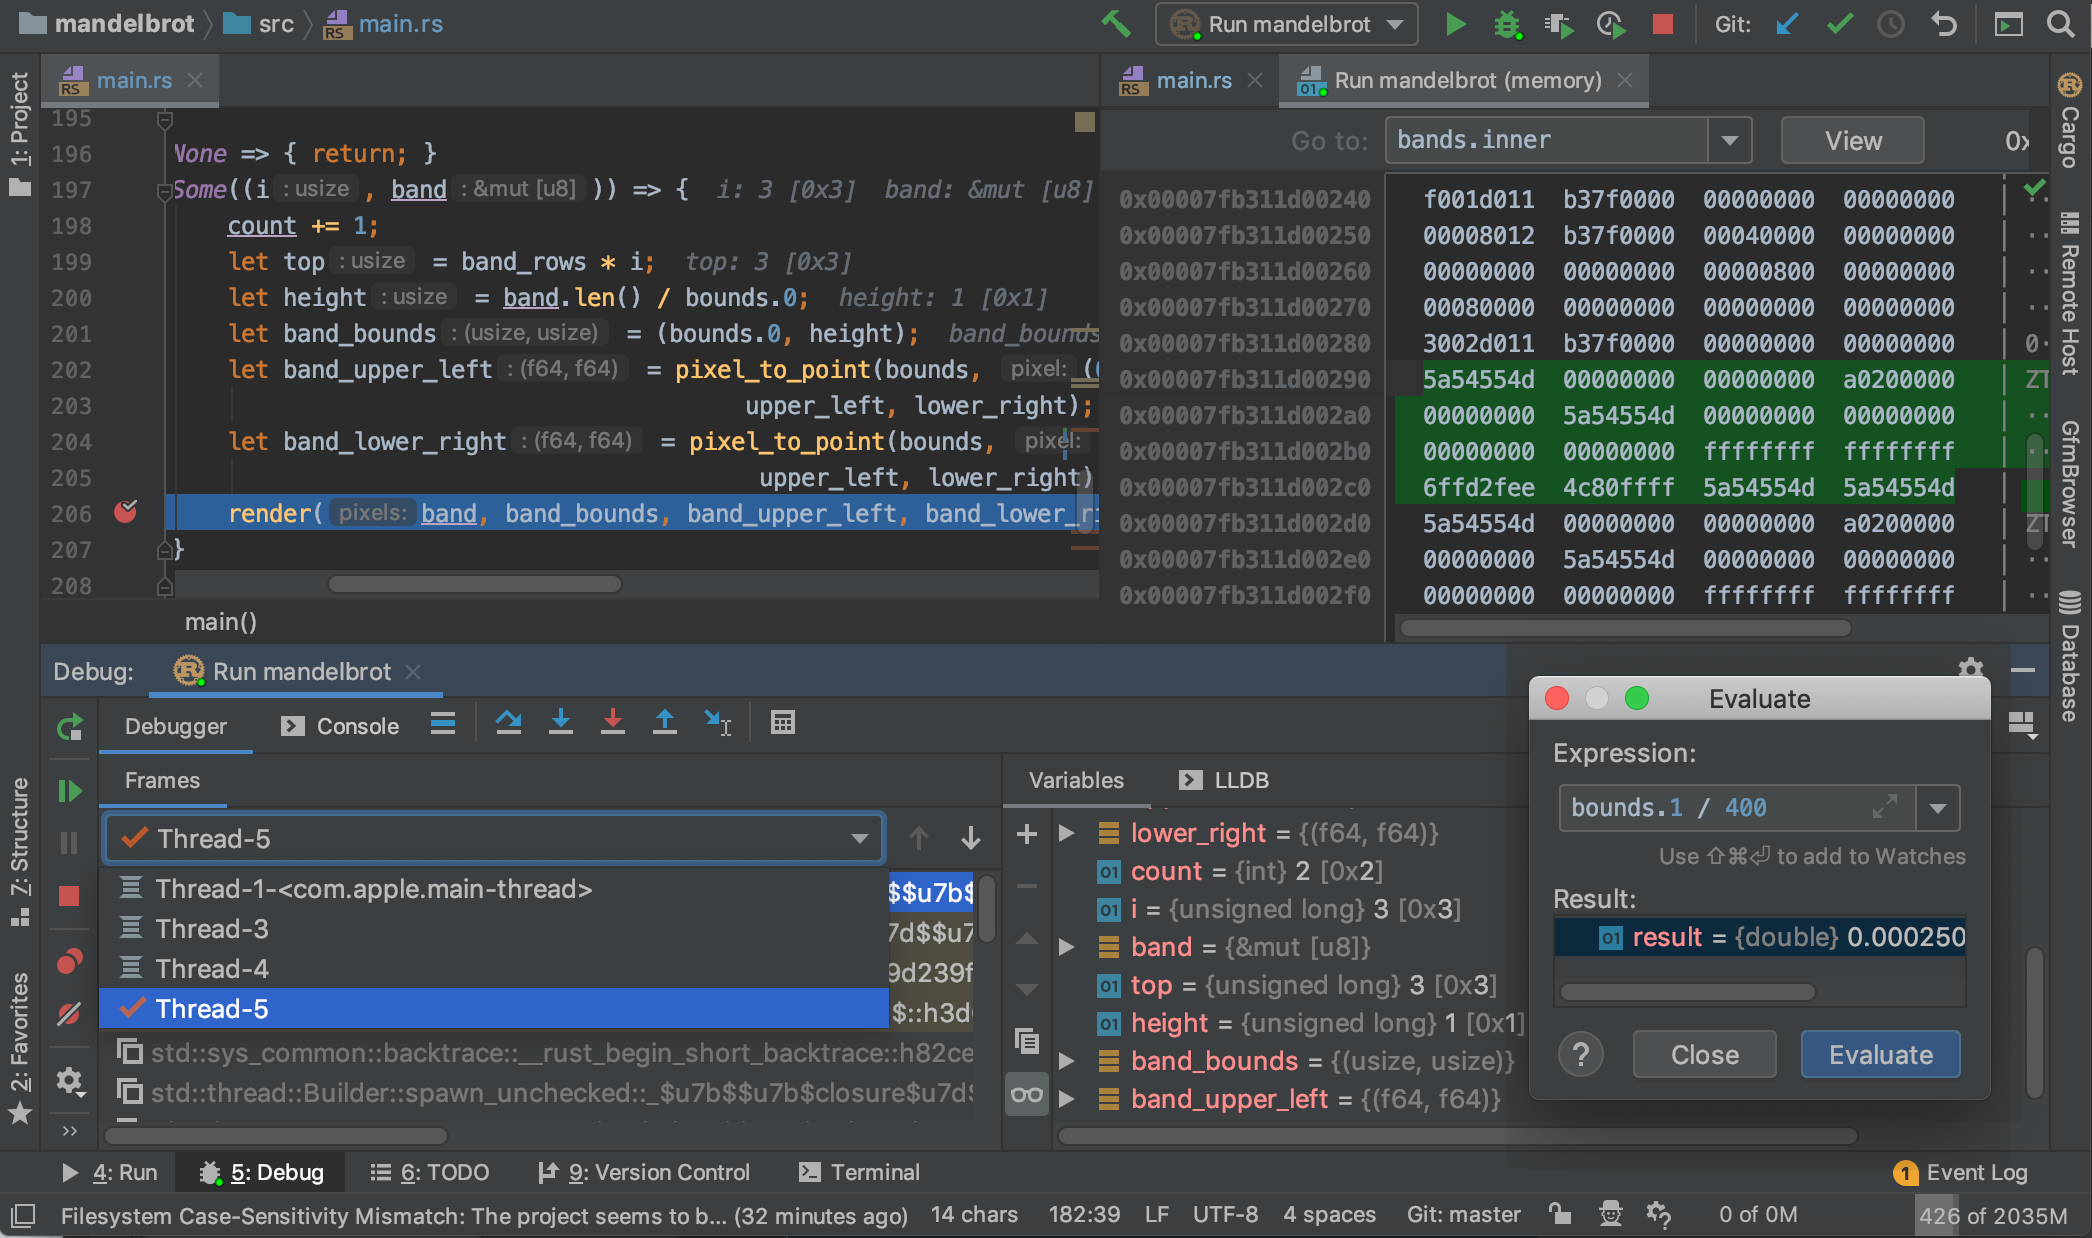 mandelbrot src main.rs
Run mandelbrot Git:
main.rs
main.rs Run mandelbrot (memory)
1: Project
7: Structure
2: Favorites
Cargo
Remote Host
GfmBrowser
Database
195
196 None => { return; }
197 Some((i : usize , band : &mut [u8] )) => { i: 3 [0x3] band: &mut [u8]
198 count += 1;
199 let top : usize = band_rows * i; top: 3 [0x3]
200 let height : usize = band.len() / bounds.0; height: 1 [0x1]
201 let band_bounds : (usize, usize) = (bounds.0, height); band_bounds
202 let band_upper_left : (f64, f64) = pixel_to_point(bounds, pixel: (
203 upper_left, lower_right);
204 let band_lower_right : (f64, f64) = pixel_to_point(bounds, pixel:
205 upper_left, lower_right)
206 render( pixels: band, band_bounds, band_upper_left, band_lower_ri
207 }
208
main()
Go to: bands.inner View 0x
0x00007fb311d00240 f001d011 b37f0000 00000000 00000000
0x00007fb311d00250 00008012 b37f0000 00040000 00000000
0x00007fb311d00260 00000000 00000000 00000800 00000000
0x00007fb311d00270 00080000 00000000 00000000 00000000
0x00007fb311d00280 3002d011 b37f0000 00000000 00000000 0·
0x00007fb311d00290 5a54554d 00000000 00000000 a0200000 ZT
0x00007fb311d002a0 00000000 5a54554d 00000000 00000000
0x00007fb311d002b0 00000000 00000000 ffffffff ffffffff
0x00007fb311d002c0 6ffd2fee 4c80ffff 5a54554d 5a54554d
0x00007fb311d002d0 5a54554d 00000000 00000000 a0200000 ZT
0x00007fb311d002e0 00000000 5a54554d 00000000 00000000
0x00007fb311d002f0 00000000 00000000 ffffffff ffffffff
Debug: Run mandelbrot
Debugger Console
Frames
Thread-5
Thread-1-<com.apple.main-thread>
Thread-3
Thread-4
Thread-5
$$u7b$
7d$$u7
9d239f
$::h3d
std::sys_common::backtrace::__rust_begin_short_backtrace::h82ce
std::thread::Builder::spawn_unchecked::_$u7b$$u7b$closure$u7d$
Variables LLDB
lower_right = {(f64, f64)}
count = {int} 2 [0x2]
i = {unsigned long} 3 [0x3]
band = {&mut [u8]}
top = {unsigned long} 3 [0x3]
height = {unsigned long} 1 [0x1]
band_bounds = {(usize, usize)}
band_upper_left = {(f64, f64)}
Evaluate
Expression:
bounds.1 / 400
Use ⇧⌘⏎ to add to Watches
Result:
result = {double} 0.000250
? Close Evaluate
4: Run 5: Debug 6: TODO 9: Version Control Terminal 1 Event Log
Filesystem Case-Sensitivity Mismatch: The project seems to b... (32 minutes ago) 14 chars 182:39 LF UTF-8 4 spaces Git: master 0 of 0M 426 of 2035M